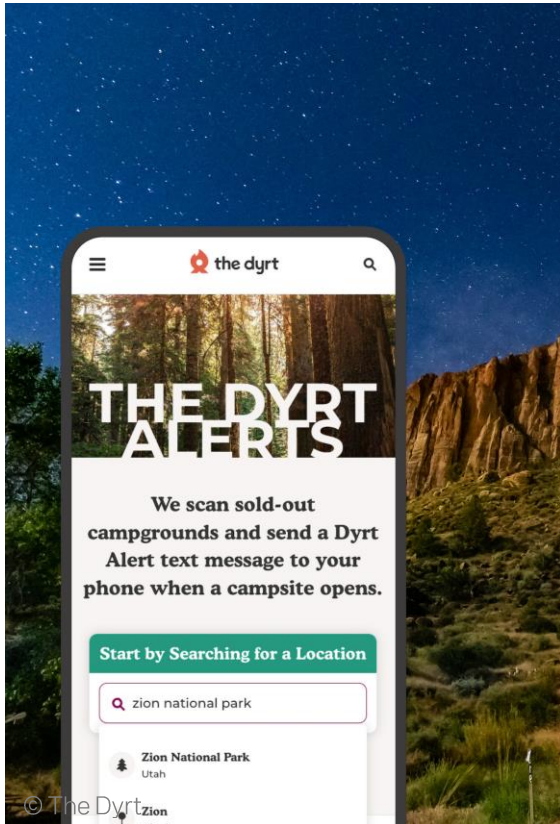 the dyrt
THE DYRT
ALERTS
We scan sold-out
campgrounds and send a Dyrt
Alert text message to your
phone when a campsite opens.
Start by Searching for a Location
zion national park
Zion National Park
Utah
Zion
© The Dyrt